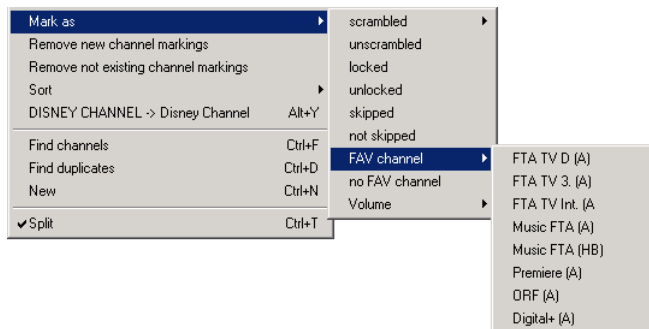 Mark as
Remove new channel markings
Remove not existing channel markings
Sort
DISNEY CHANNEL -> Disney Channel Alt+Y
Find channels Ctrl+F
Find duplicates Ctrl+D
New Ctrl+N
Split Ctrl+T
scrambled
unscrambled
locked
unlocked
skipped
not skipped
FAV channel
no FAV channel
Volume
FTA TV D (A)
FTA TV 3. (A)
FTA TV Int. (A
Music FTA (A)
Music FTA (HB)
Premiere (A)
ORF (A)
Digital+ (A)